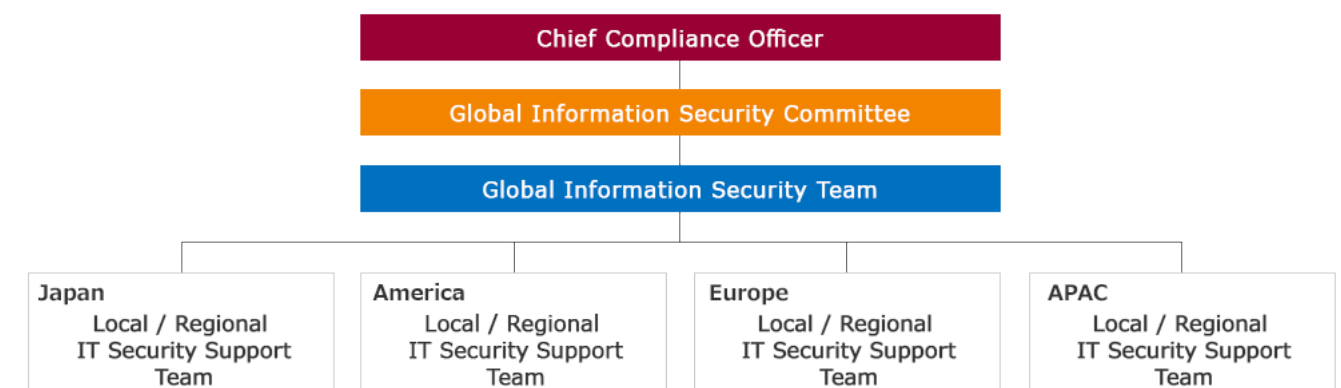 Chief Compliance Officer
Global Information Security Committee
Global Information Security Team
Japan
Local / Regional
IT Security Support
Team
America
Local / Regional
IT Security Support
Team
Europe
Local / Regional
IT Security Support
Team
APAC
Local / Regional
IT Security Support
Team